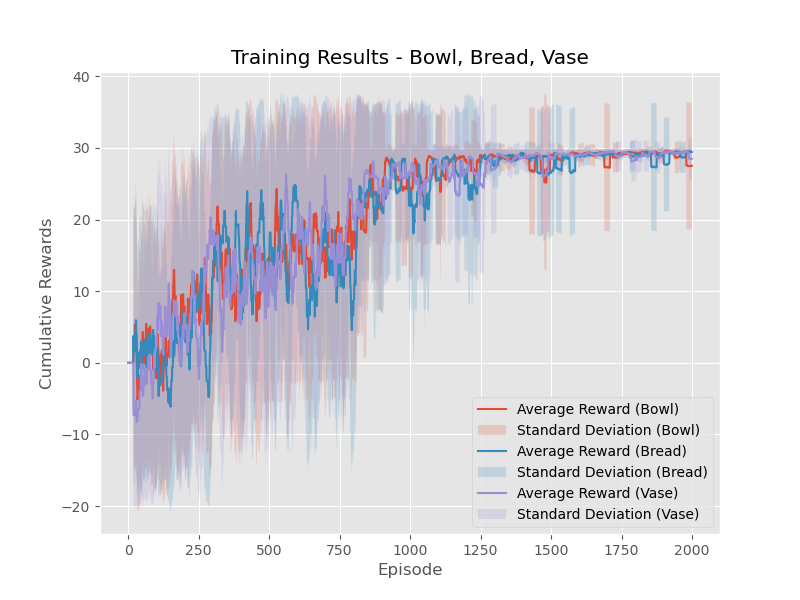 Training Results - Bowl, Bread, Vase
Cumulative Rewards
40
30
20
10
0
−10
−20
0 250 500 750 1000 1250 1500 1750 2000
Episode
Average Reward (Bowl)
Standard Deviation (Bowl)
Average Reward (Bread)
Standard Deviation (Bread)
Average Reward (Vase)
Standard Deviation (Vase)